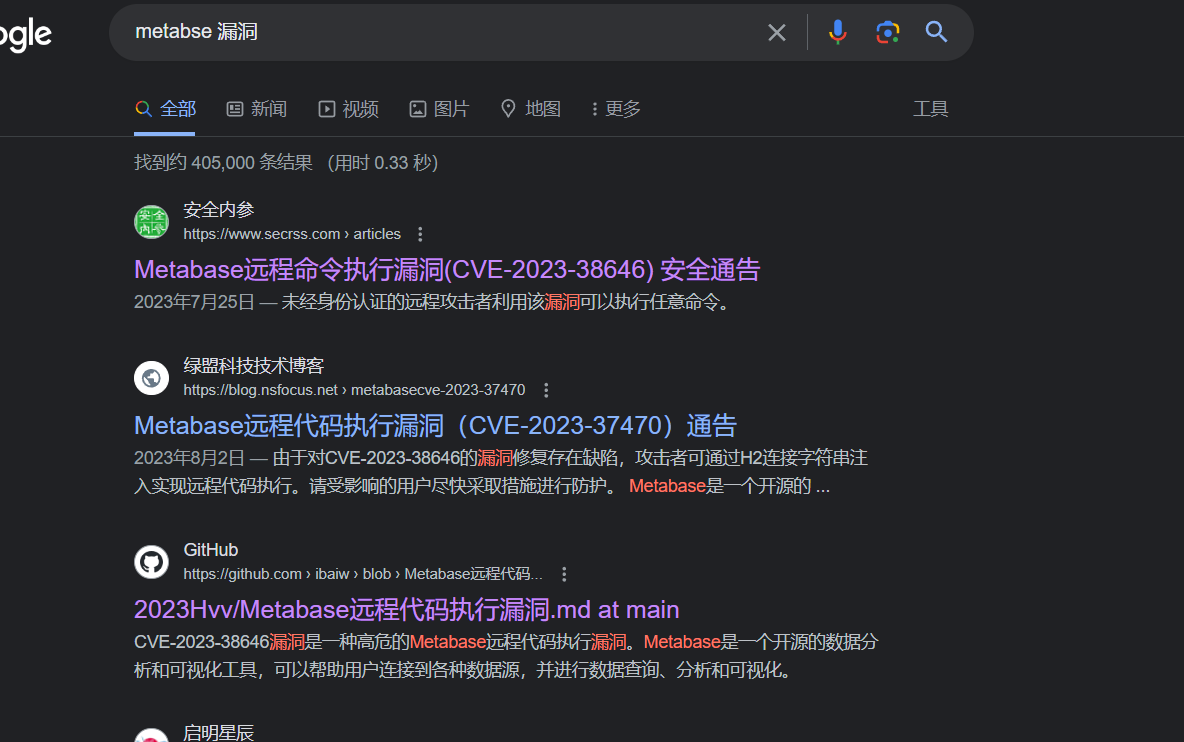 ogle
metabse 漏洞
全部 新闻 视频 图片 地图 更多 工具
找到约 405,000 条结果 （用时 0.33 秒）
安全内参
安全内参
https://www.secrss.com › articles
Metabase远程命令执行漏洞(CVE-2023-38646) 安全通告
2023年7月25日 — 未经身份认证的远程攻击者利用该漏洞可以执行任意命令。
绿盟科技技术博客
https://blog.nsfocus.net › metabasecve-2023-37470
Metabase远程代码执行漏洞（CVE-2023-37470）通告
2023年8月2日 — 由于对CVE-2023-38646的漏洞修复存在缺陷，攻击者可通过H2连接字符串注
入实现远程代码执行。请受影响的用户尽快采取措施进行防护。 Metabase是一个开源的 ...
GitHub
https://github.com › ibaiw › blob › Metabase远程代码...
2023Hvv/Metabase远程代码执行漏洞.md at main
CVE-2023-38646漏洞是一种高危的Metabase远程代码执行漏洞。Metabase是一个开源的数据分
析和可视化工具，可以帮助用户连接到各种数据源，并进行数据查询、分析和可视化。
启明星辰